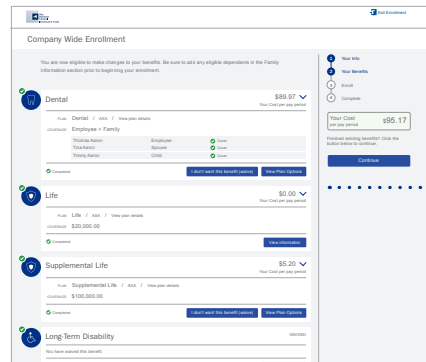 Exit Enrollment
Company Wide Enrollment
You are now eligible to make changes to your benefits. Be sure to add any eligible dependents in the Family
Information section prior to beginning your enrollment.
Dental
$89.97
Your Cost per pay period
PLAN Dental / AAA / View plan details
COVERAGE Employee + Family
Thomas Aaron Employee Cover
Tina Aaron Spouse Cover
Timmy Aaron Child Cover
Completed
I don't want this benefit (waive)
View Plan Options
Life
$0.00
Your Cost per pay period
PLAN Life / AAA / View plan details
COVERAGE $20,000.00
Completed
View Information
Supplemental Life
$5.20
Your Cost per pay period
PLAN Supplemental Life / AAA / View plan details
COVERAGE $100,000.00
Completed
I don't want this benefit (waive)
View Plan Options
Long-Term Disability
WAIVED
You have waived this benefit.
1 Your Info
2 Your Benefits
3 Enroll
4 Complete
Your Cost
per pay period
$95.17
Finished selecting benefits? Click the
button below to continue.
Continue